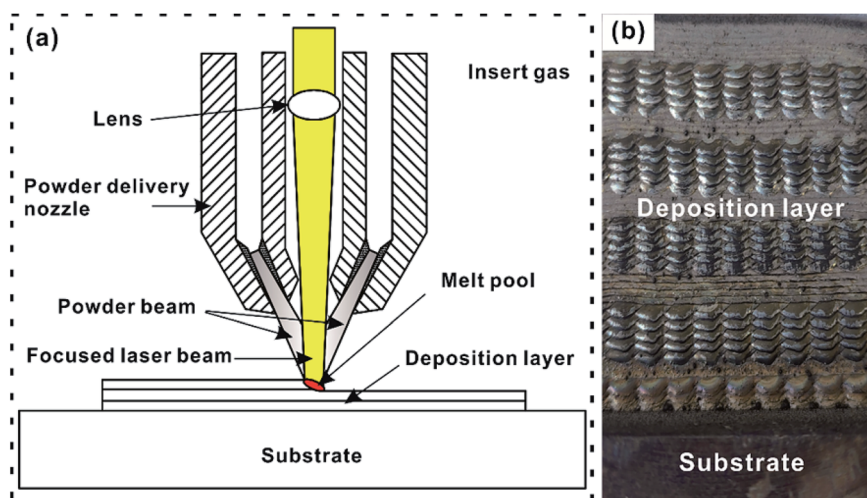 (a)
Insert gas
Lens
Powder delivery
nozzle
Melt pool
Powder beam
Focused laser beam
Deposition layer
Substrate
(b)
Deposition layer
Substrate